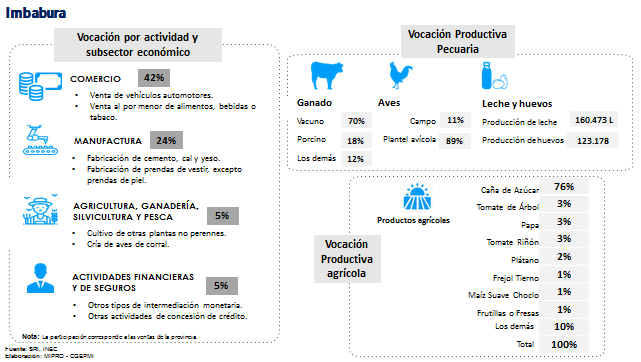 Imbabura
Vocación por actividad y
subsector económico
COMERCIO 42%
• Venta de vehículos automotores.
• Venta al por menor de alimentos, bebidas o
tabaco.
MANUFACTURA 24%
• Fabricación de cemento, cal y yeso.
• Fabricación de prendas de vestir, excepto
prendas de piel.
AGRICULTURA, GANADERÍA,
SILVICULTURA Y PESCA 5%
• Cultivo de otras plantas no perennes.
• Cría de aves de corral.
ACTIVIDADES FINANCIERAS
Y DE SEGUROS 5%
• Otros tipos de intermediación monetaria.
• Otras actividades de concesión de crédito.
Nota: La participación corresponde a las ventas de la provincia.
Fuente: SRI, INEC
Elaboración: MIPRO - CGEPMI
Vocación Productiva
Pecuaria
Ganado
Vacuno 70%
Porcino 18%
Los demás 12%
Aves
Campo 11%
Plantel avícola 89%
Leche y huevos
Producción de leche 160.473 L
Producción de huevos 123.178
Vocación
Productiva
agrícola
Productos agrícolas
Caña de Azúcar 76%
Tomate de Árbol 3%
Papa 3%
Tomate Riñón 3%
Plátano 2%
Frejol Tierno 1%
Maíz Suave Choclo 1%
Frutillas o Fresas 1%
Los demás 10%
Total 100%